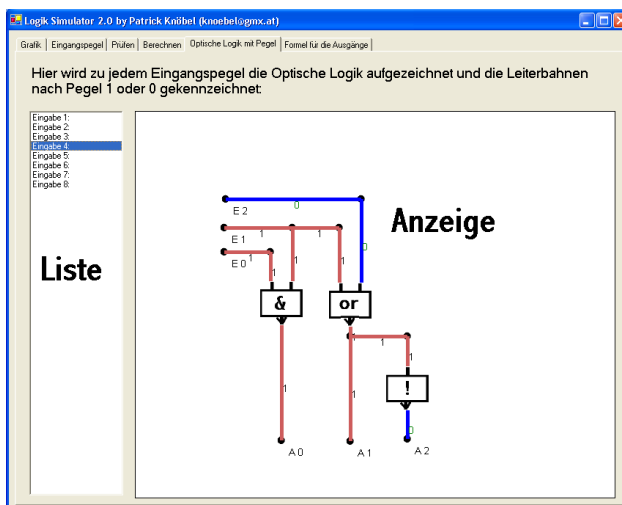 Logik Simulator 2.0 by Patrick Knöbel (knoebel@gmx.at)
Grafik Eingangspegel Prüfen Berechnen Optische Logik mit Pegel Formel für die Ausgänge
Hier wird zu jedem Eingangspegel die Optische Logik aufgezeichnet und die Leiterbahnen
nach Pegel 1 oder 0 gekennzeichnet:
Eingabe 1:
Eingabe 2:
Eingabe 3:
Eingabe 4:
Eingabe 5:
Eingabe 6:
Eingabe 7:
Eingabe 8:
Liste
Anzeige
0
E 2
1
1
0
E 1
1
E 0
1
1
1
&
or
1
1
1
!
1
1
0
A 0
A 1
A 2